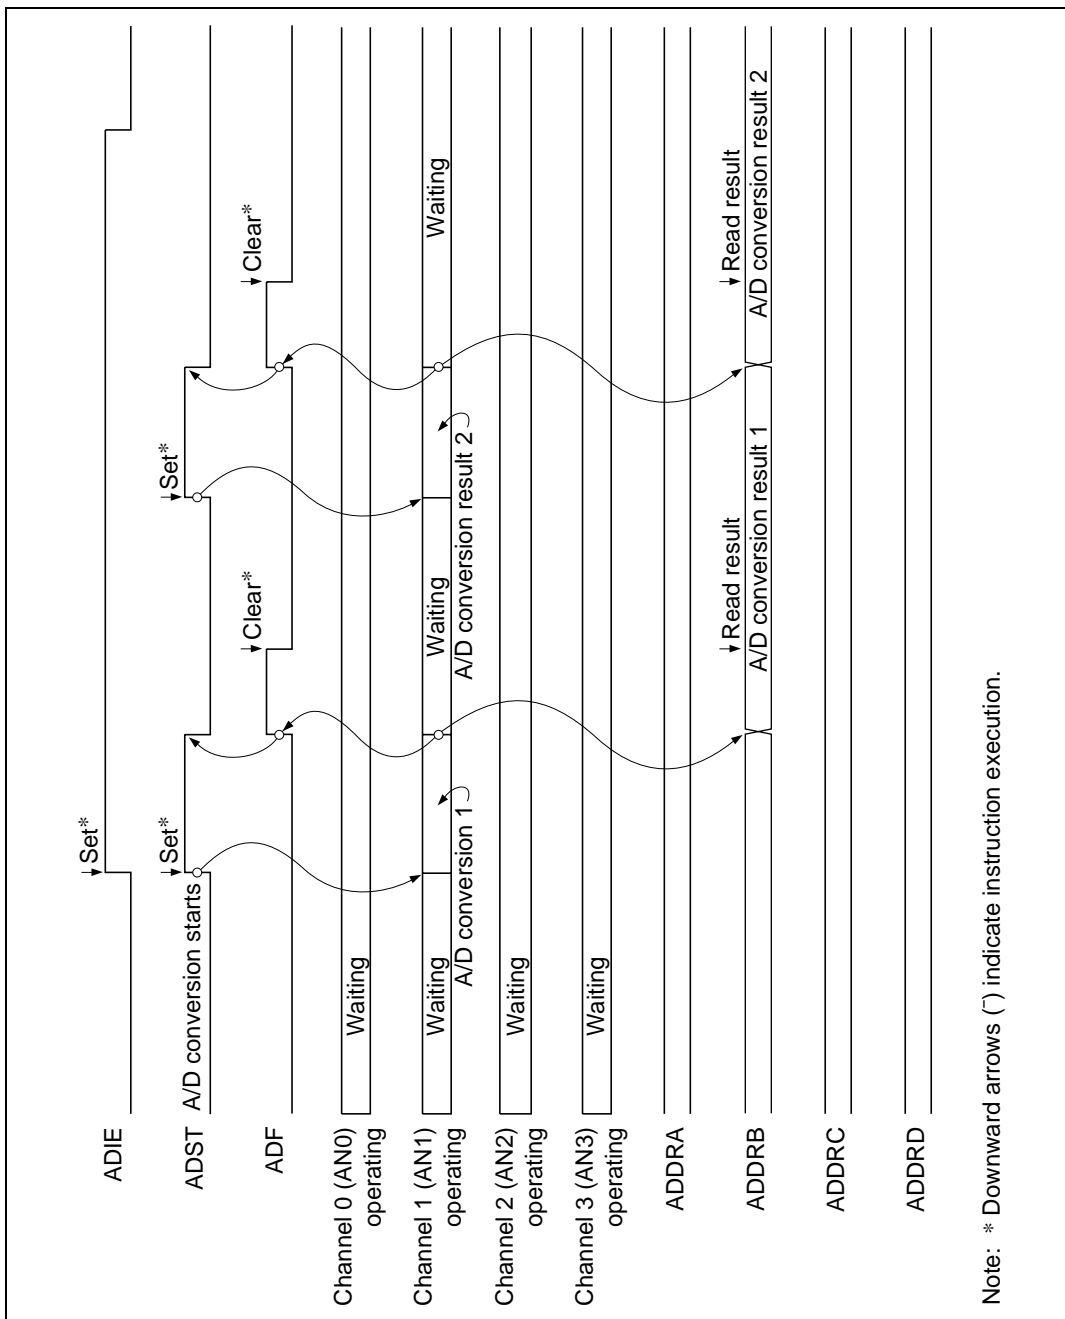 ADIE
Set*
ADST
A/D conversion starts
Set*
Set*
ADF
Clear*
Clear*
Channel 0 (AN0)
operating
Waiting
Channel 1 (AN1)
operating
Waiting
A/D conversion 1
Waiting
A/D conversion result 2
Waiting
Channel 2 (AN2)
operating
Waiting
Channel 3 (AN3)
operating
Waiting
ADDRA
ADDRB
Read result
A/D conversion result 1
Read result
A/D conversion result 2
ADDRC
ADDRD
Note: * Downward arrows (¯) indicate instruction execution.